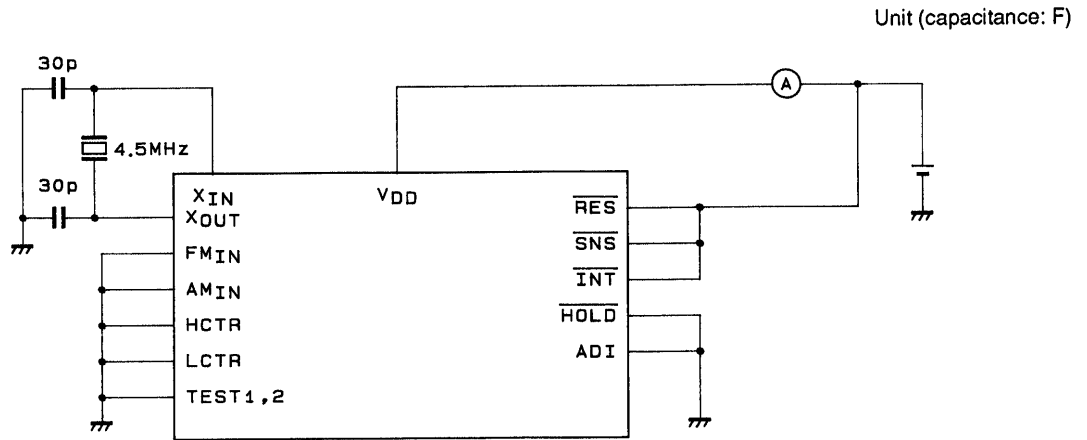 Unit (capacitance: F)
30p
A
4.5MHz
30p
XIN
VDD
XOUT
RES
FMIN
SNS
AMIN
INT
HCTR
HOLD
LCTR
ADI
TEST1,2